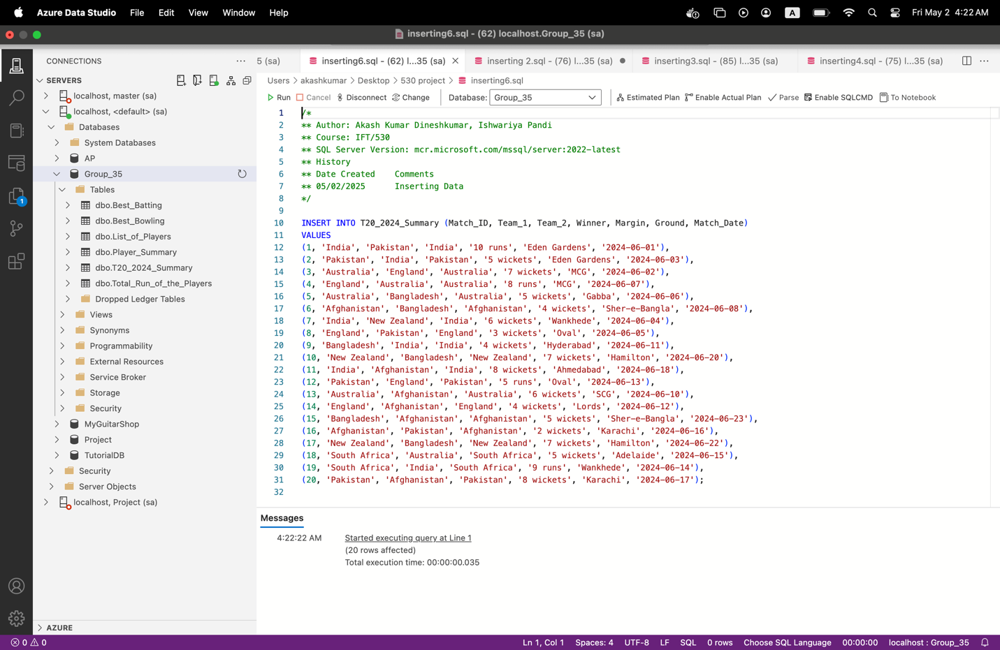 Azure Data Studio File Edit View Window Help A Fri May 2 4:22 AM
inserting6.sql - (62) localhost.Group_35 (sa)
CONNECTIONS
5 (sa) inserting6.sql - (62) l...35 (sa) inserting 2.sql - (76) l...35 (sa) inserting3.sql - (85) l...35 (sa) inserting4.sql - (75) l...35 (sa)
Users > akashkumar > Desktop > 530 project > inserting6.sql
Run Cancel Disconnect Change Database: Group_35 Estimated Plan Enable Actual Plan Parse Enable SQLCMD To Notebook
SERVERS
localhost, master (sa)
localhost, <default> (sa)
Databases
System Databases
AP
Group_35
Tables
dbo.Best_Batting
dbo.Best_Bowling
dbo.List_of_Players
dbo.Player_Summary
dbo.T20_2024_Summary
dbo.Total_Run_of_the_Players
Dropped Ledger Tables
Views
Synonyms
Programmability
External Resources
Service Broker
Storage
Security
MyGuitarShop
Project
TutorialDB
Security
Server Objects
localhost, Project (sa)
1
AZURE
1 /*
2 ** Author: Akash Kumar Dineshkumar, Ishwariya Pandi
3 ** Course: IFT/530
4 ** SQL Server Version: mcr.microsoft.com/mssql/server:2022-latest
5 ** History
6 ** Date Created    Comments
7 ** 05/02/2025      Inserting Data
8 */
9
10 INSERT INTO T20_2024_Summary (Match_ID, Team_1, Team_2, Winner, Margin, Ground, Match_Date)
11 VALUES
12 (1, 'India', 'Pakistan', 'India', '10 runs', 'Eden Gardens', '2024-06-01'),
13 (2, 'Pakistan', 'India', 'Pakistan', '5 wickets', 'Eden Gardens', '2024-06-03'),
14 (3, 'Australia', 'England', 'Australia', '7 wickets', 'MCG', '2024-06-02'),
15 (4, 'England', 'Australia', 'Australia', '8 runs', 'MCG', '2024-06-07'),
16 (5, 'Australia', 'Bangladesh', 'Australia', '5 wickets', 'Gabba', '2024-06-06'),
17 (6, 'Afghanistan', 'Bangladesh', 'Afghanistan', '4 wickets', 'Sher-e-Bangla', '2024-06-08'),
18 (7, 'India', 'New Zealand', 'India', '6 wickets', 'Wankhede', '2024-06-04'),
19 (8, 'England', 'Pakistan', 'England', '3 wickets', 'Oval', '2024-06-05'),
20 (9, 'Bangladesh', 'India', 'India', '4 wickets', 'Hyderabad', '2024-06-11'),
21 (10, 'New Zealand', 'Bangladesh', 'New Zealand', '7 wickets', 'Hamilton', '2024-06-20'),
22 (11, 'India', 'Afghanistan', 'India', '8 wickets', 'Ahmedabad', '2024-06-18'),
23 (12, 'Pakistan', 'England', 'Pakistan', '5 runs', 'Oval', '2024-06-13'),
24 (13, 'Australia', 'Afghanistan', 'Australia', '6 wickets', 'SCG', '2024-06-10'),
25 (14, 'England', 'Afghanistan', 'England', '4 wickets', 'Lords', '2024-06-12'),
26 (15, 'Bangladesh', 'Afghanistan', 'Afghanistan', '5 wickets', 'Sher-e-Bangla', '2024-06-23'),
27 (16, 'Afghanistan', 'Pakistan', 'Afghanistan', '2 wickets', 'Karachi', '2024-06-16'),
28 (17, 'New Zealand', 'Bangladesh', 'New Zealand', '7 wickets', 'Hamilton', '2024-06-22'),
29 (18, 'South Africa', 'Australia', 'South Africa', '5 wickets', 'Adelaide', '2024-06-15'),
30 (19, 'South Africa', 'India', 'South Africa', '9 runs', 'Wankhede', '2024-06-14'),
31 (20, 'Pakistan', 'Afghanistan', 'Pakistan', '8 wickets', 'Karachi', '2024-06-17');
32
Messages
4:22:22 AM Started executing query at Line 1
(20 rows affected)
Total execution time: 00:00:00.035
0 0 Ln 1, Col 1 Spaces: 4 UTF-8 LF SQL 0 rows Choose SQL Language 00:00:00 localhost : Group_35